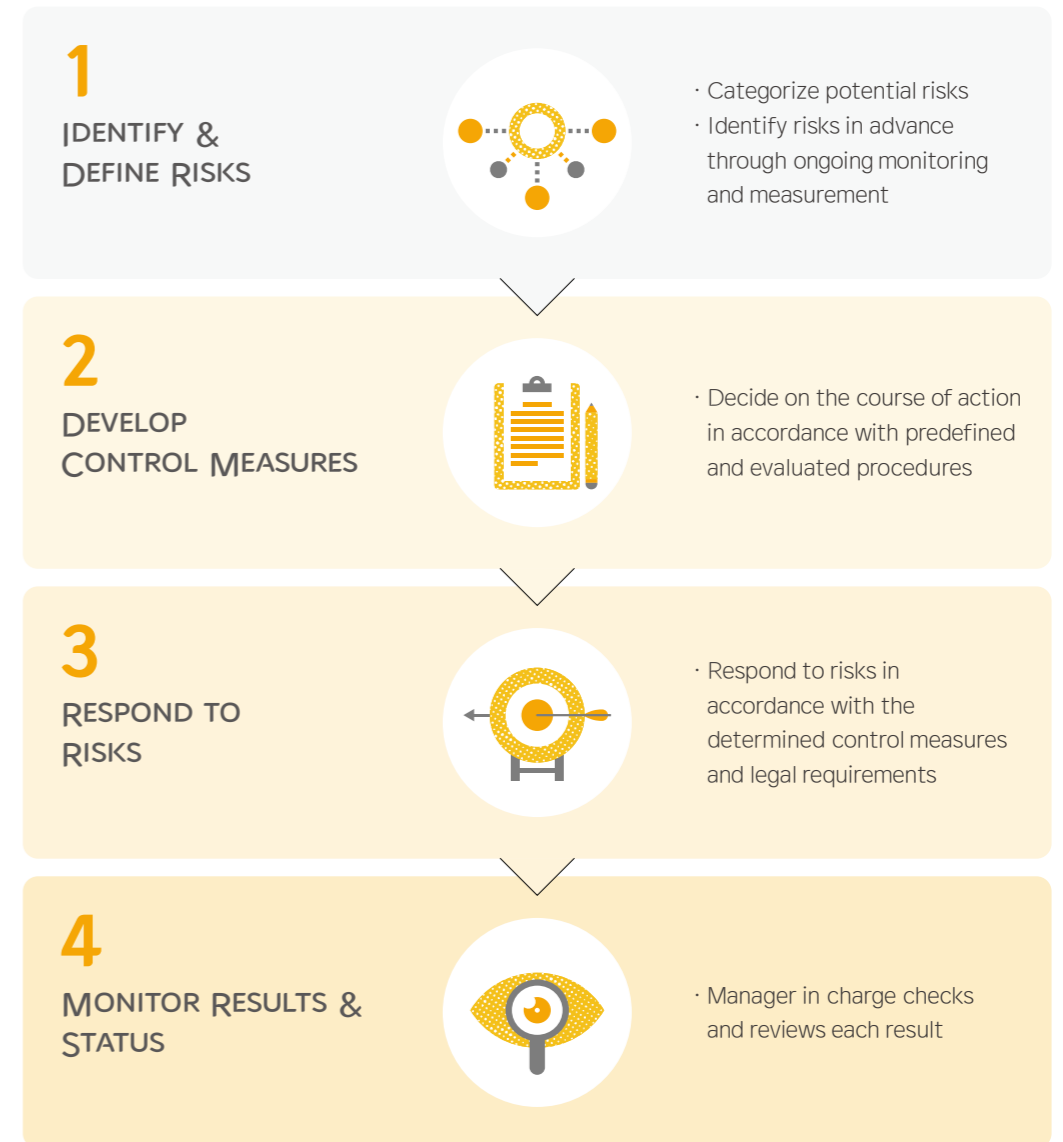 1
IDENTIFY &
DEFINE RISKS
· Categorize potential risks
· Identify risks in advance
through ongoing monitoring
and measurement
2
DEVELOP
CONTROL MEASURES
· Decide on the course of action
in accordance with predefined
and evaluated procedures
3
RESPOND TO
RISKS
· Respond to risks in
accordance with the
determined control measures
and legal requirements
4
MONITOR RESULTS &
STATUS
· Manager in charge checks
and reviews each result